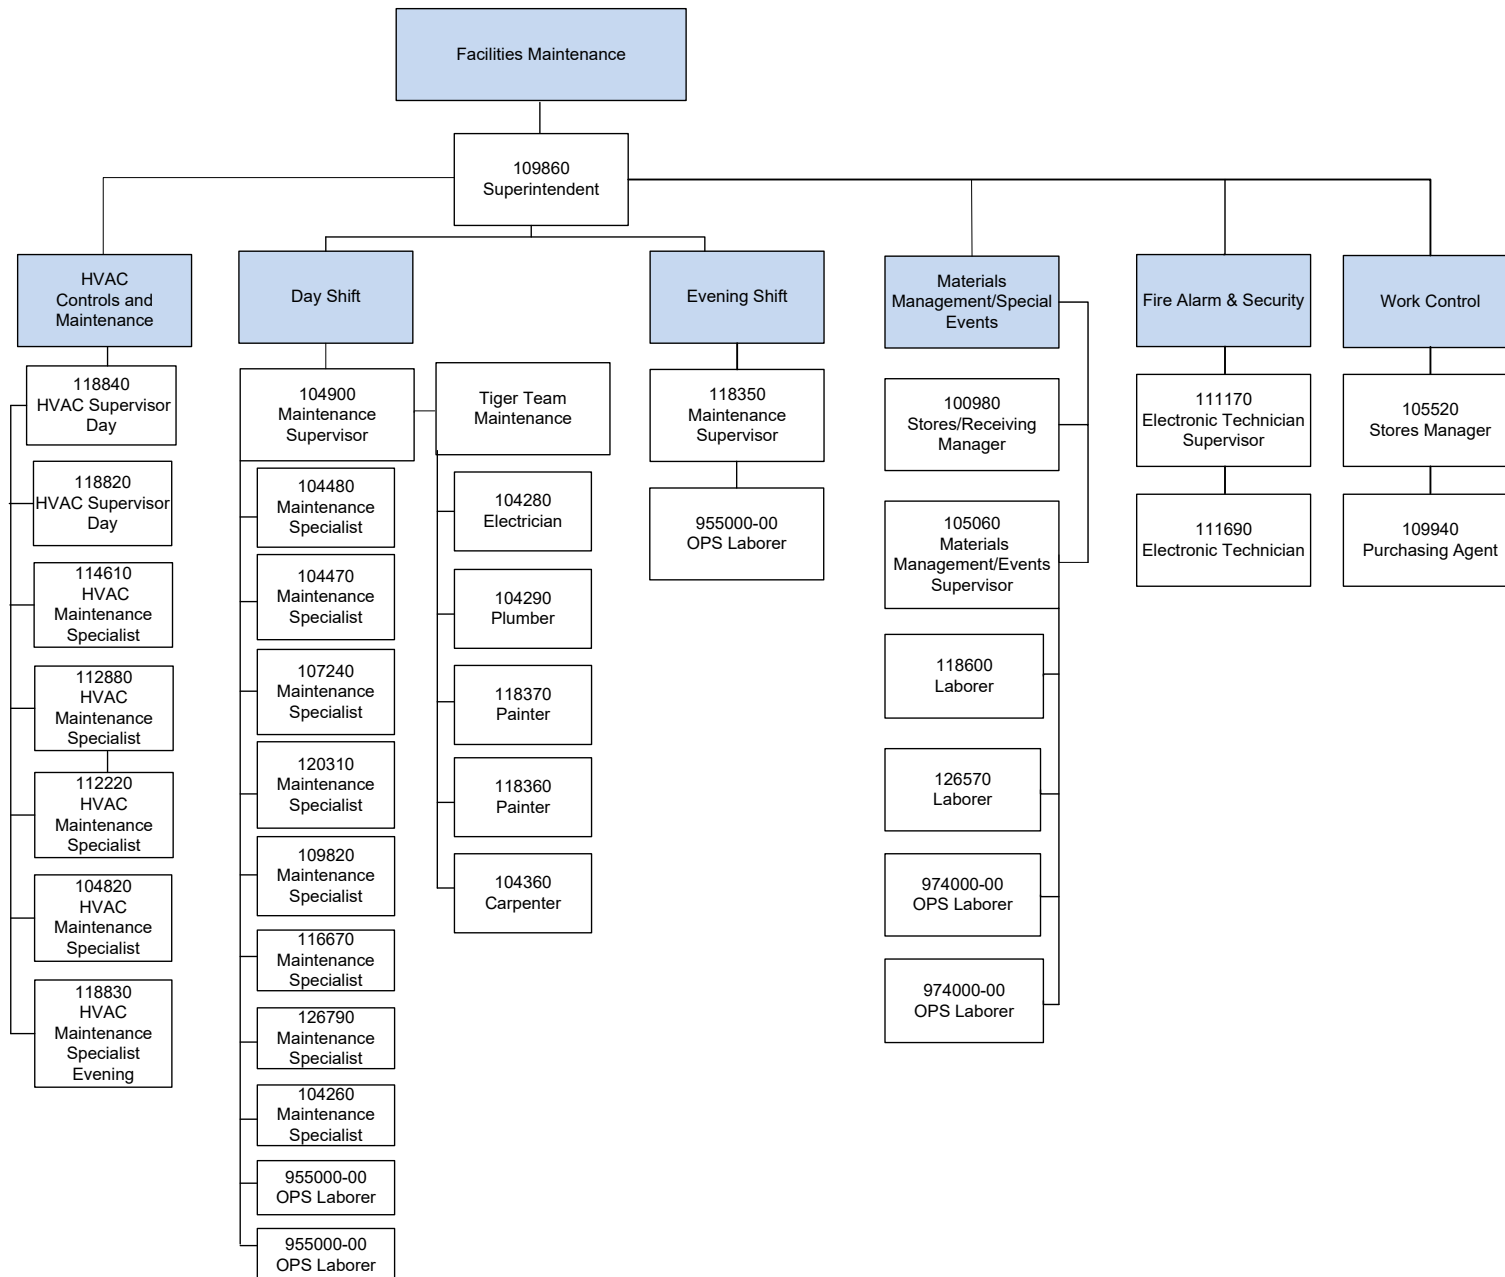 Facilities Maintenance
109860
Superintendent
HVAC
Controls and
Maintenance
118840
HVAC Supervisor
Day
118820
HVAC Supervisor
Day
114610
HVAC
Maintenance
Specialist
112880
HVAC
Maintenance
Specialist
112220
HVAC
Maintenance
Specialist
104820
HVAC
Maintenance
Specialist
118830
HVAC
Maintenance
Specialist
Evening
Day Shift
104900
Maintenance
Supervisor
104480
Maintenance
Specialist
104470
Maintenance
Specialist
107240
Maintenance
Specialist
120310
Maintenance
Specialist
109820
Maintenance
Specialist
116670
Maintenance
Specialist
126790
Maintenance
Specialist
104260
Maintenance
Specialist
955000-00
OPS Laborer
955000-00
OPS Laborer
Tiger Team
Maintenance
104280
Electrician
104290
Plumber
118370
Painter
118360
Painter
104360
Carpenter
Evening Shift
118350
Maintenance
Supervisor
955000-00
OPS Laborer
Materials
Management/Special
Events
100980
Stores/Receiving
Manager
105060
Materials
Management/Events
Supervisor
118600
Laborer
126570
Laborer
974000-00
OPS Laborer
974000-00
OPS Laborer
Fire Alarm & Security
111170
Electronic Technician
Supervisor
111690
Electronic Technician
Work Control
105520
Stores Manager
109940
Purchasing Agent